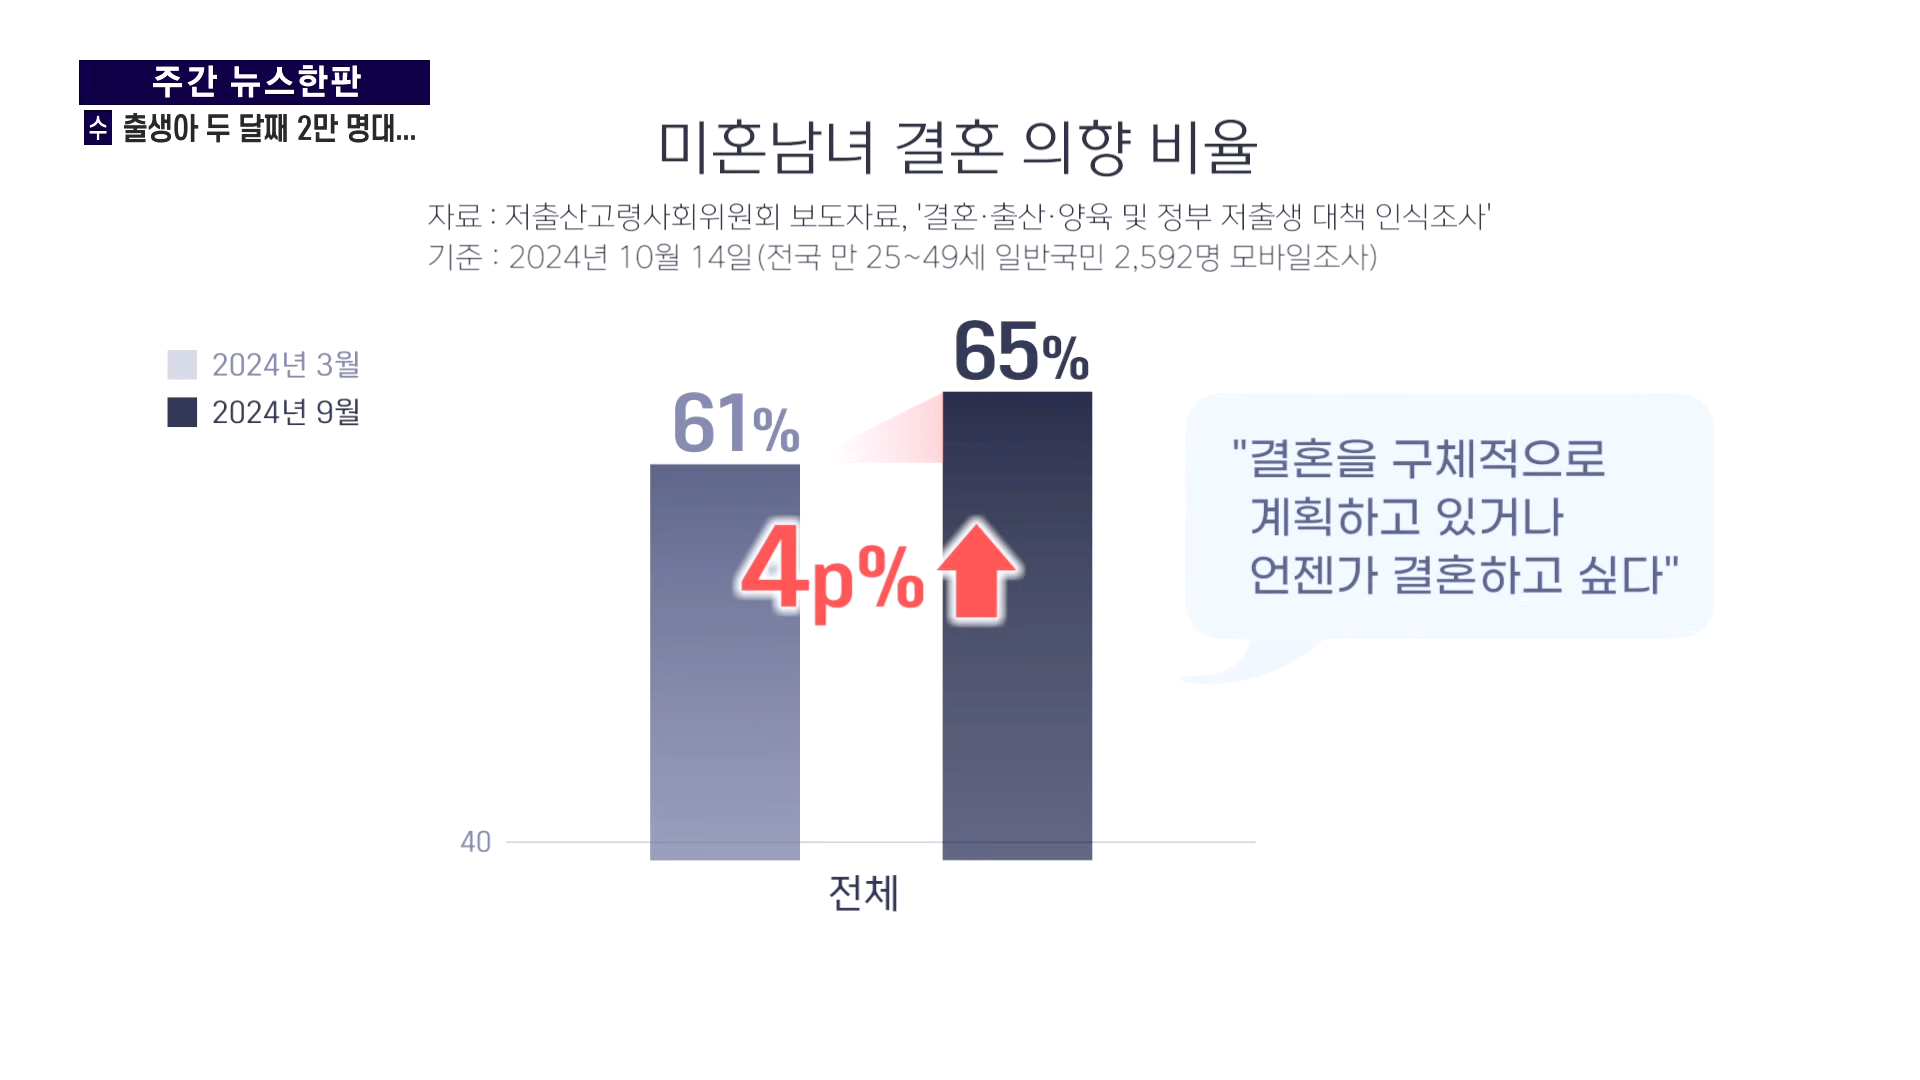 주간 뉴스한판
수 출생아 두 달째 2만 명대...
미혼남녀 결혼 의향 비율
자료 : 저출산고령사회위원회 보도자료, '결혼·출산·양육 및 정부 저출생 대책 인식조사'
기준 : 2024년 10월 14일(전국 만 25~49세 일반국민 2,592명 모바일조사)
2024년 3월
2024년 9월
61%
65%
4p%
"결혼을 구체적으로
계획하고 있거나
언젠가 결혼하고 싶다"
40
전체